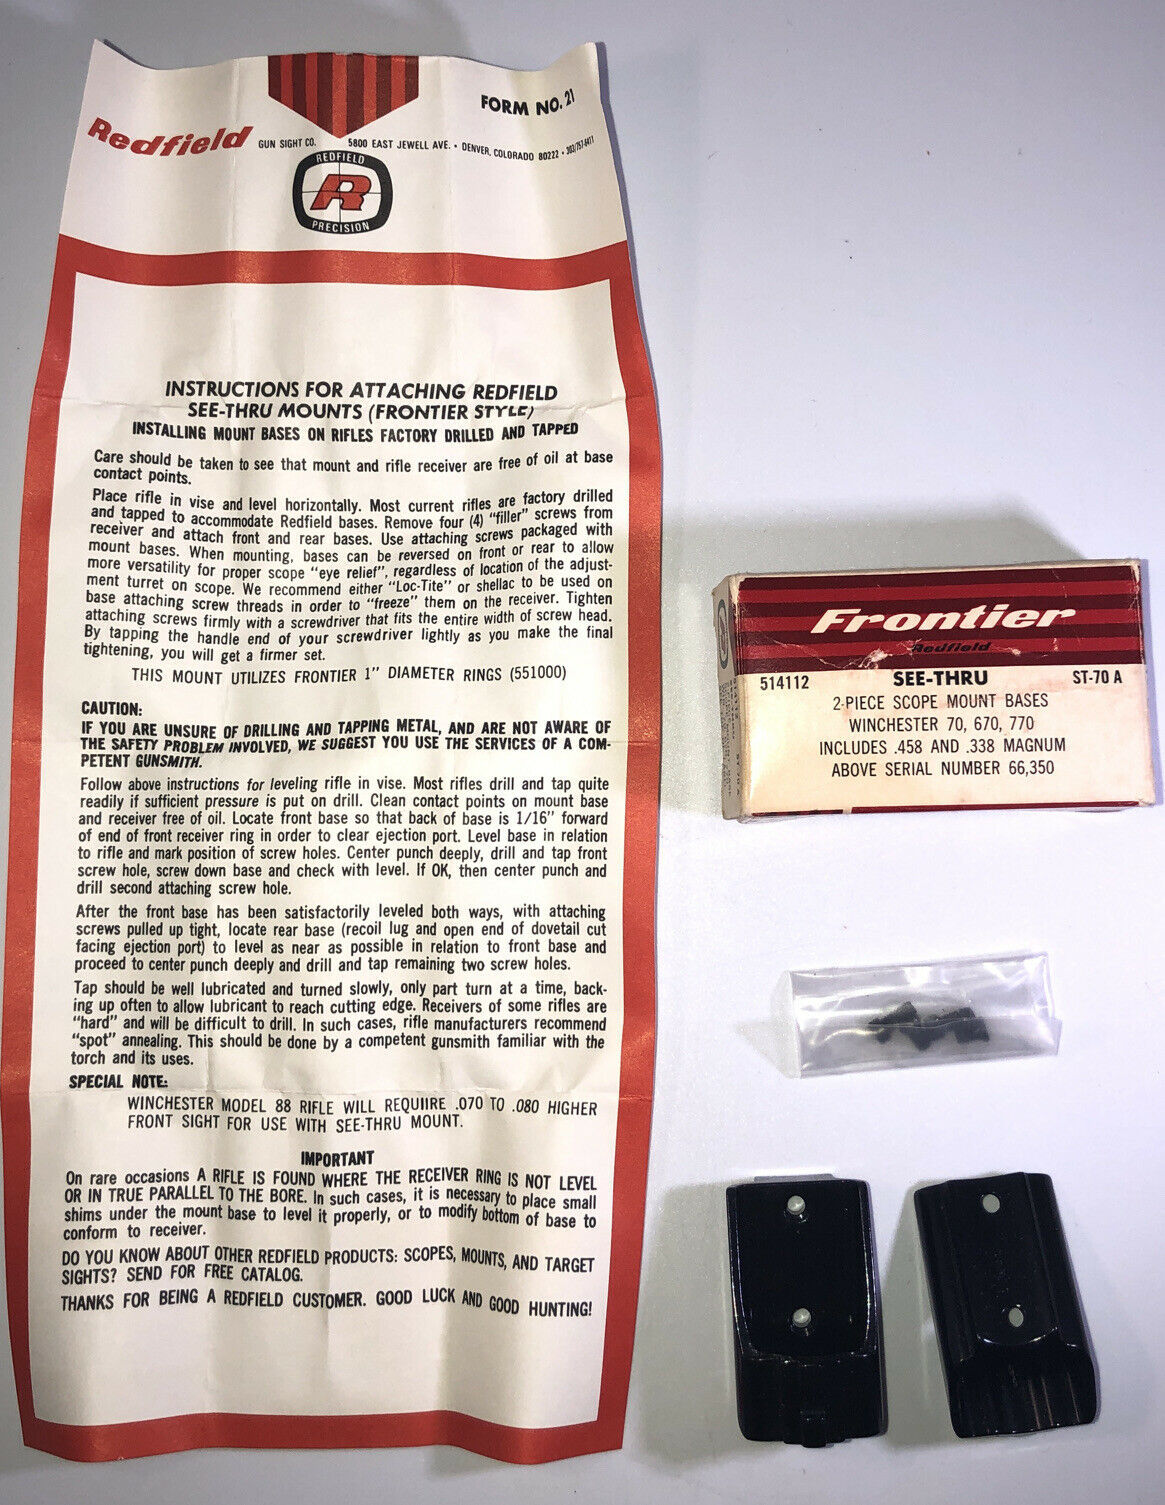 FORM NO. 21
Redfield GUN SIGHT CO. 5800 EAST JEWELL AVE. • DENVER, COLORADO 80222 • 303/757-6411
REDFIELD
R
PRECISION
INSTRUCTIONS FOR ATTACHING REDFIELD
SEE-THRU MOUNTS (FRONTIER STYLE)
INSTALLING MOUNT BASES ON RIFLES FACTORY DRILLED AND TAPPED
Care should be taken to see that mount and rifle receiver are free of oil at base
contact points.
Place rifle in vise and level horizontally. Most current rifles are factory drilled
and tapped to accommodate Redfield bases. Remove four (4) "filler" screws from
receiver and attach front and rear bases. Use attaching screws packaged with
mount bases. When mounting, bases can be reversed on front or rear to allow
more versatility for proper scope "eye relief", regardless of location of the adjust-
ment turret on scope. We recommend either "Loc-Tite" or shellac to be used on
base attaching screw threads in order to "freeze" them on the receiver. Tighten
attaching screws firmly with a screwdriver that fits the entire width of screw head.
By tapping the handle end of your screwdriver lightly as you make the final
tightening, you will get a firmer set.
THIS MOUNT UTILIZES FRONTIER 1" DIAMETER RINGS (551000)
CAUTION:
IF YOU ARE UNSURE OF DRILLING AND TAPPING METAL, AND ARE NOT AWARE OF
THE SAFETY PROBLEM INVOLVED, WE SUGGEST YOU USE THE SERVICES OF A COM-
PETENT GUNSMITH.
Follow above instructions for leveling rifle in vise. Most rifles drill and tap quite
readily if sufficient pressure is put on drill. Clean contact points on mount base
and receiver free of oil. Locate front base so that back of base is 1/16" forward
of end of front receiver ring in order to clear ejection port. Level base in relation
to rifle and mark position of screw holes. Center punch deeply, drill and tap front
screw hole, screw down base and check with level. If OK, then center punch and
drill second attaching screw hole.
After the front base has been satisfactorily leveled both ways, with attaching
screws pulled up tight, locate rear base (recoil lug and open end of dovetail cut
facing ejection port) to level as near as possible in relation to front base and
proceed to center punch deeply and drill and tap remaining two screw holes.
Tap should be well lubricated and turned slowly, only part turn at a time, back-
ing up often to allow lubricant to reach cutting edge. Receivers of some rifles are
"hard" and will be difficult to drill. In such cases, rifle manufacturers recommend
"spot" annealing. This should be done by a competent gunsmith familiar with the
torch and its uses.
SPECIAL NOTE:
WINCHESTER MODEL 88 RIFLE WILL REQUIIRE .070 TO .080 HIGHER
FRONT SIGHT FOR USE WITH SEE-THRU MOUNT.
IMPORTANT
On rare occasions A RIFLE IS FOUND WHERE THE RECEIVER RING IS NOT LEVEL
OR IN TRUE PARALLEL TO THE BORE. In such cases, it is necessary to place small
shims under the mount base to level it properly, or to modify bottom of base to
conform to receiver.
DO YOU KNOW ABOUT OTHER REDFIELD PRODUCTS: SCOPES, MOUNTS, AND TARGET
SIGHTS? SEND FOR FREE CATALOG.
THANKS FOR BEING A REDFIELD CUSTOMER. GOOD LUCK AND GOOD HUNTING!
Frontier
Redfield
514112 SEE-THRU ST-70 A
2-PIECE SCOPE MOUNT BASES
WINCHESTER 70, 670, 770
INCLUDES .458 AND .338 MAGNUM
ABOVE SERIAL NUMBER 66,350